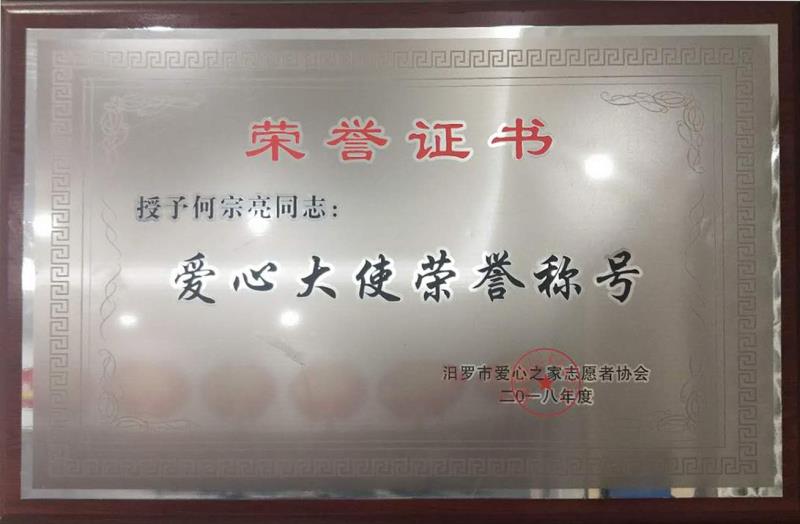 荣誉证书
授予何宗亮同志：
爱心大使荣誉称号
汨罗市爱心之家志愿者协会
二0一八年度